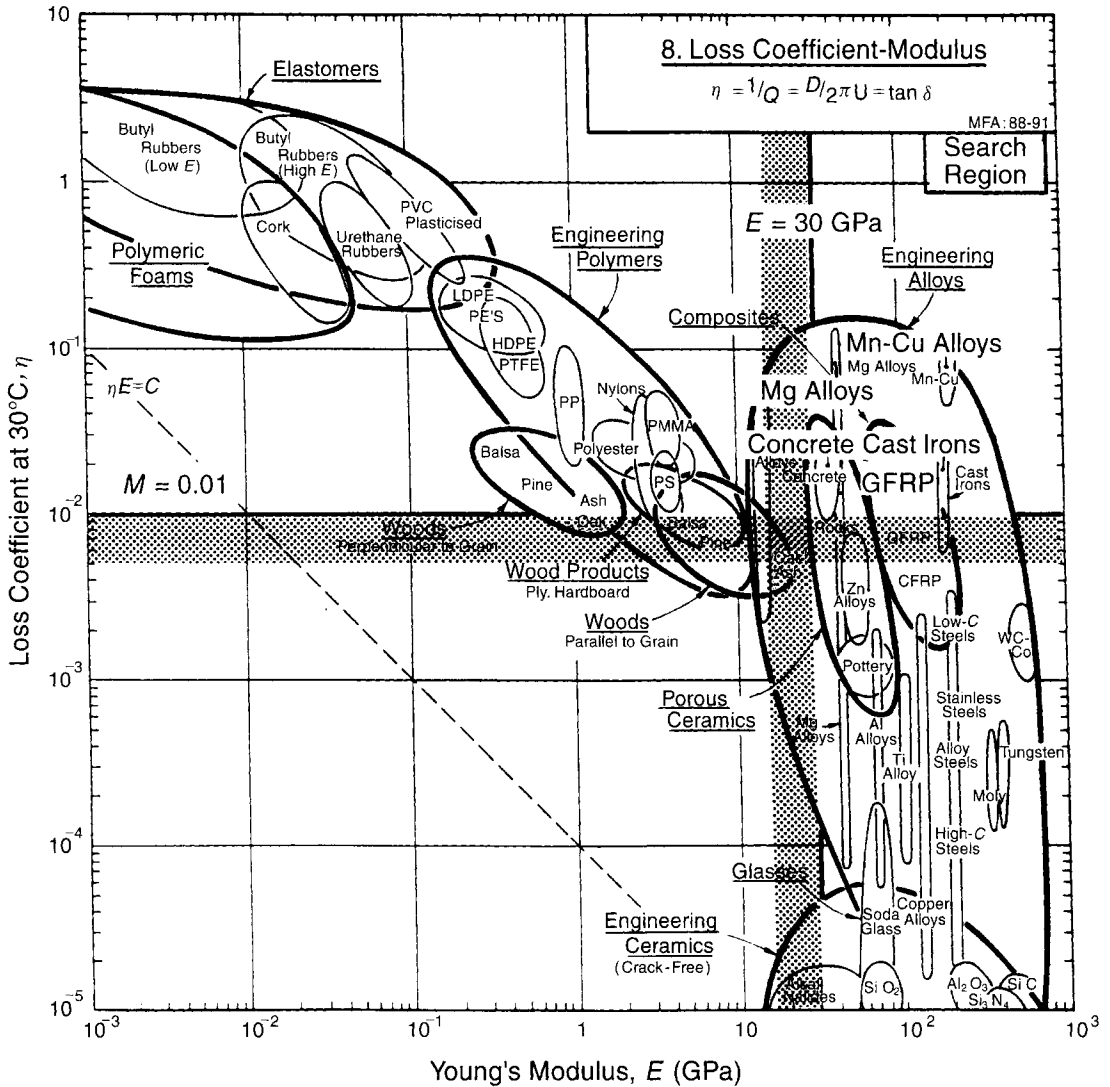 8. Loss Coefficient-Modulus
η = 1/Q = D/2πU = tan δ
MFA: 88-91
Search
Region
Elastomers
Butyl
Rubbers
(Low E)
Butyl
Rubbers
(High E)
PVC
Plasticised
Cork
Urethane
Rubbers
Polymeric
Foams
E = 30 GPa
Engineering
Polymers
Engineering
Alloys
LDPE
PE'S
HDPE
PTFE
Composites
Mn-Cu Alloys
Mg Alloys
Mn-Cu
Mg Alloys
ηE=C
Nylons
PP
PMMA
Polyester
Concrete Cast Irons
Alloys
Concrete
Cast
Irons
GFRP
Balsa
Pine
PS
M = 0.01
Ash
Oak
Balsa
Pine
Woods
Perpendicular to Grain
GFRP
Wood Products
Ply. Hardboard
CFRP
Zn
Alloys
Woods
Parallel to Grain
Low-C
Steels
WC-
Co
Pottery
Porous
Ceramics
Mg
Alloys
Al
Alloys
Stainless
Steels
Ti
Alloy
Alloy
Steels
Tungsten
Moly
High-C
Steels
Glasses
Engineering
Ceramics
(Crack-Free)
Soda
Glass
Copper
Alloys
Si O2
Al2 O3
Si C
Si3 N4
10
1
10⁻¹
10⁻²
10⁻³
10⁻⁴
10⁻⁵
Loss Coefficient at 30°C, η
10⁻³
10⁻²
10⁻¹
1
10
10²
10³
Young's Modulus, E (GPa)